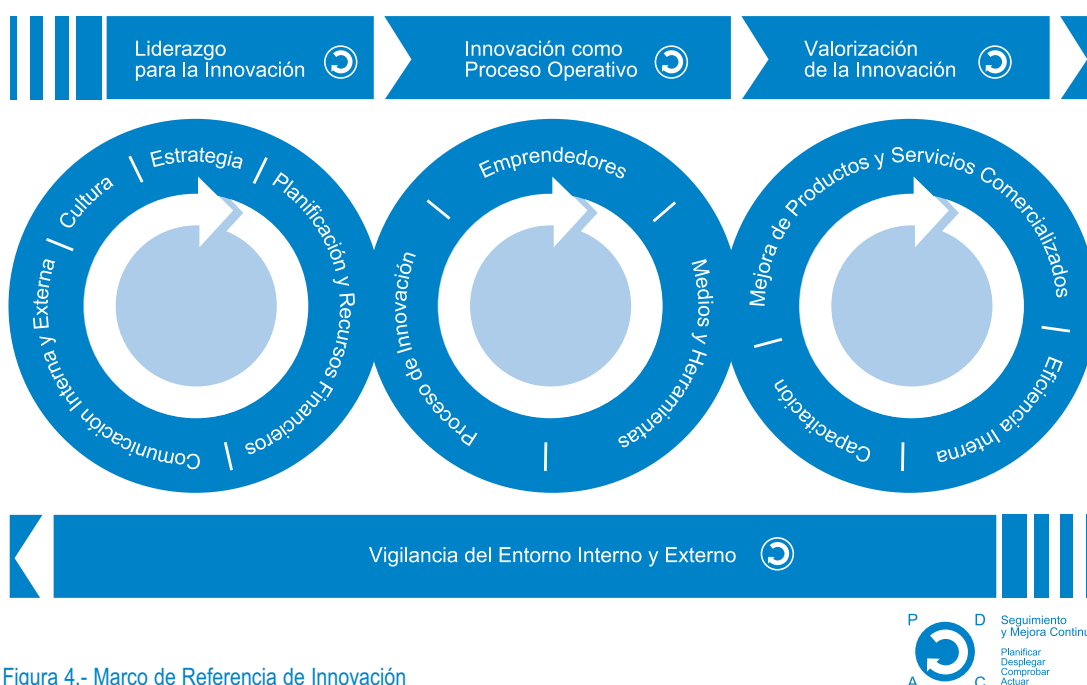 Liderazgo
para la Innovación
Innovación como
Proceso Operativo
Valorización
de la Innovación
Comunicación Interna y Externa
Cultura
Estrategia
Planificación y Recursos Financieros
Proceso de Innovación
Emprendedores
Medios y Herramientas
Mejora de Productos y Servicios Comercializados
Eficiencia Interna
Capacitación
Vigilancia del Entorno Interno y Externo
P D
A C
Seguimiento
y Mejora Continu
Planificar
Desplegar
Comprobar
Actuar
Figura 4.- Marco de Referencia de Innovación